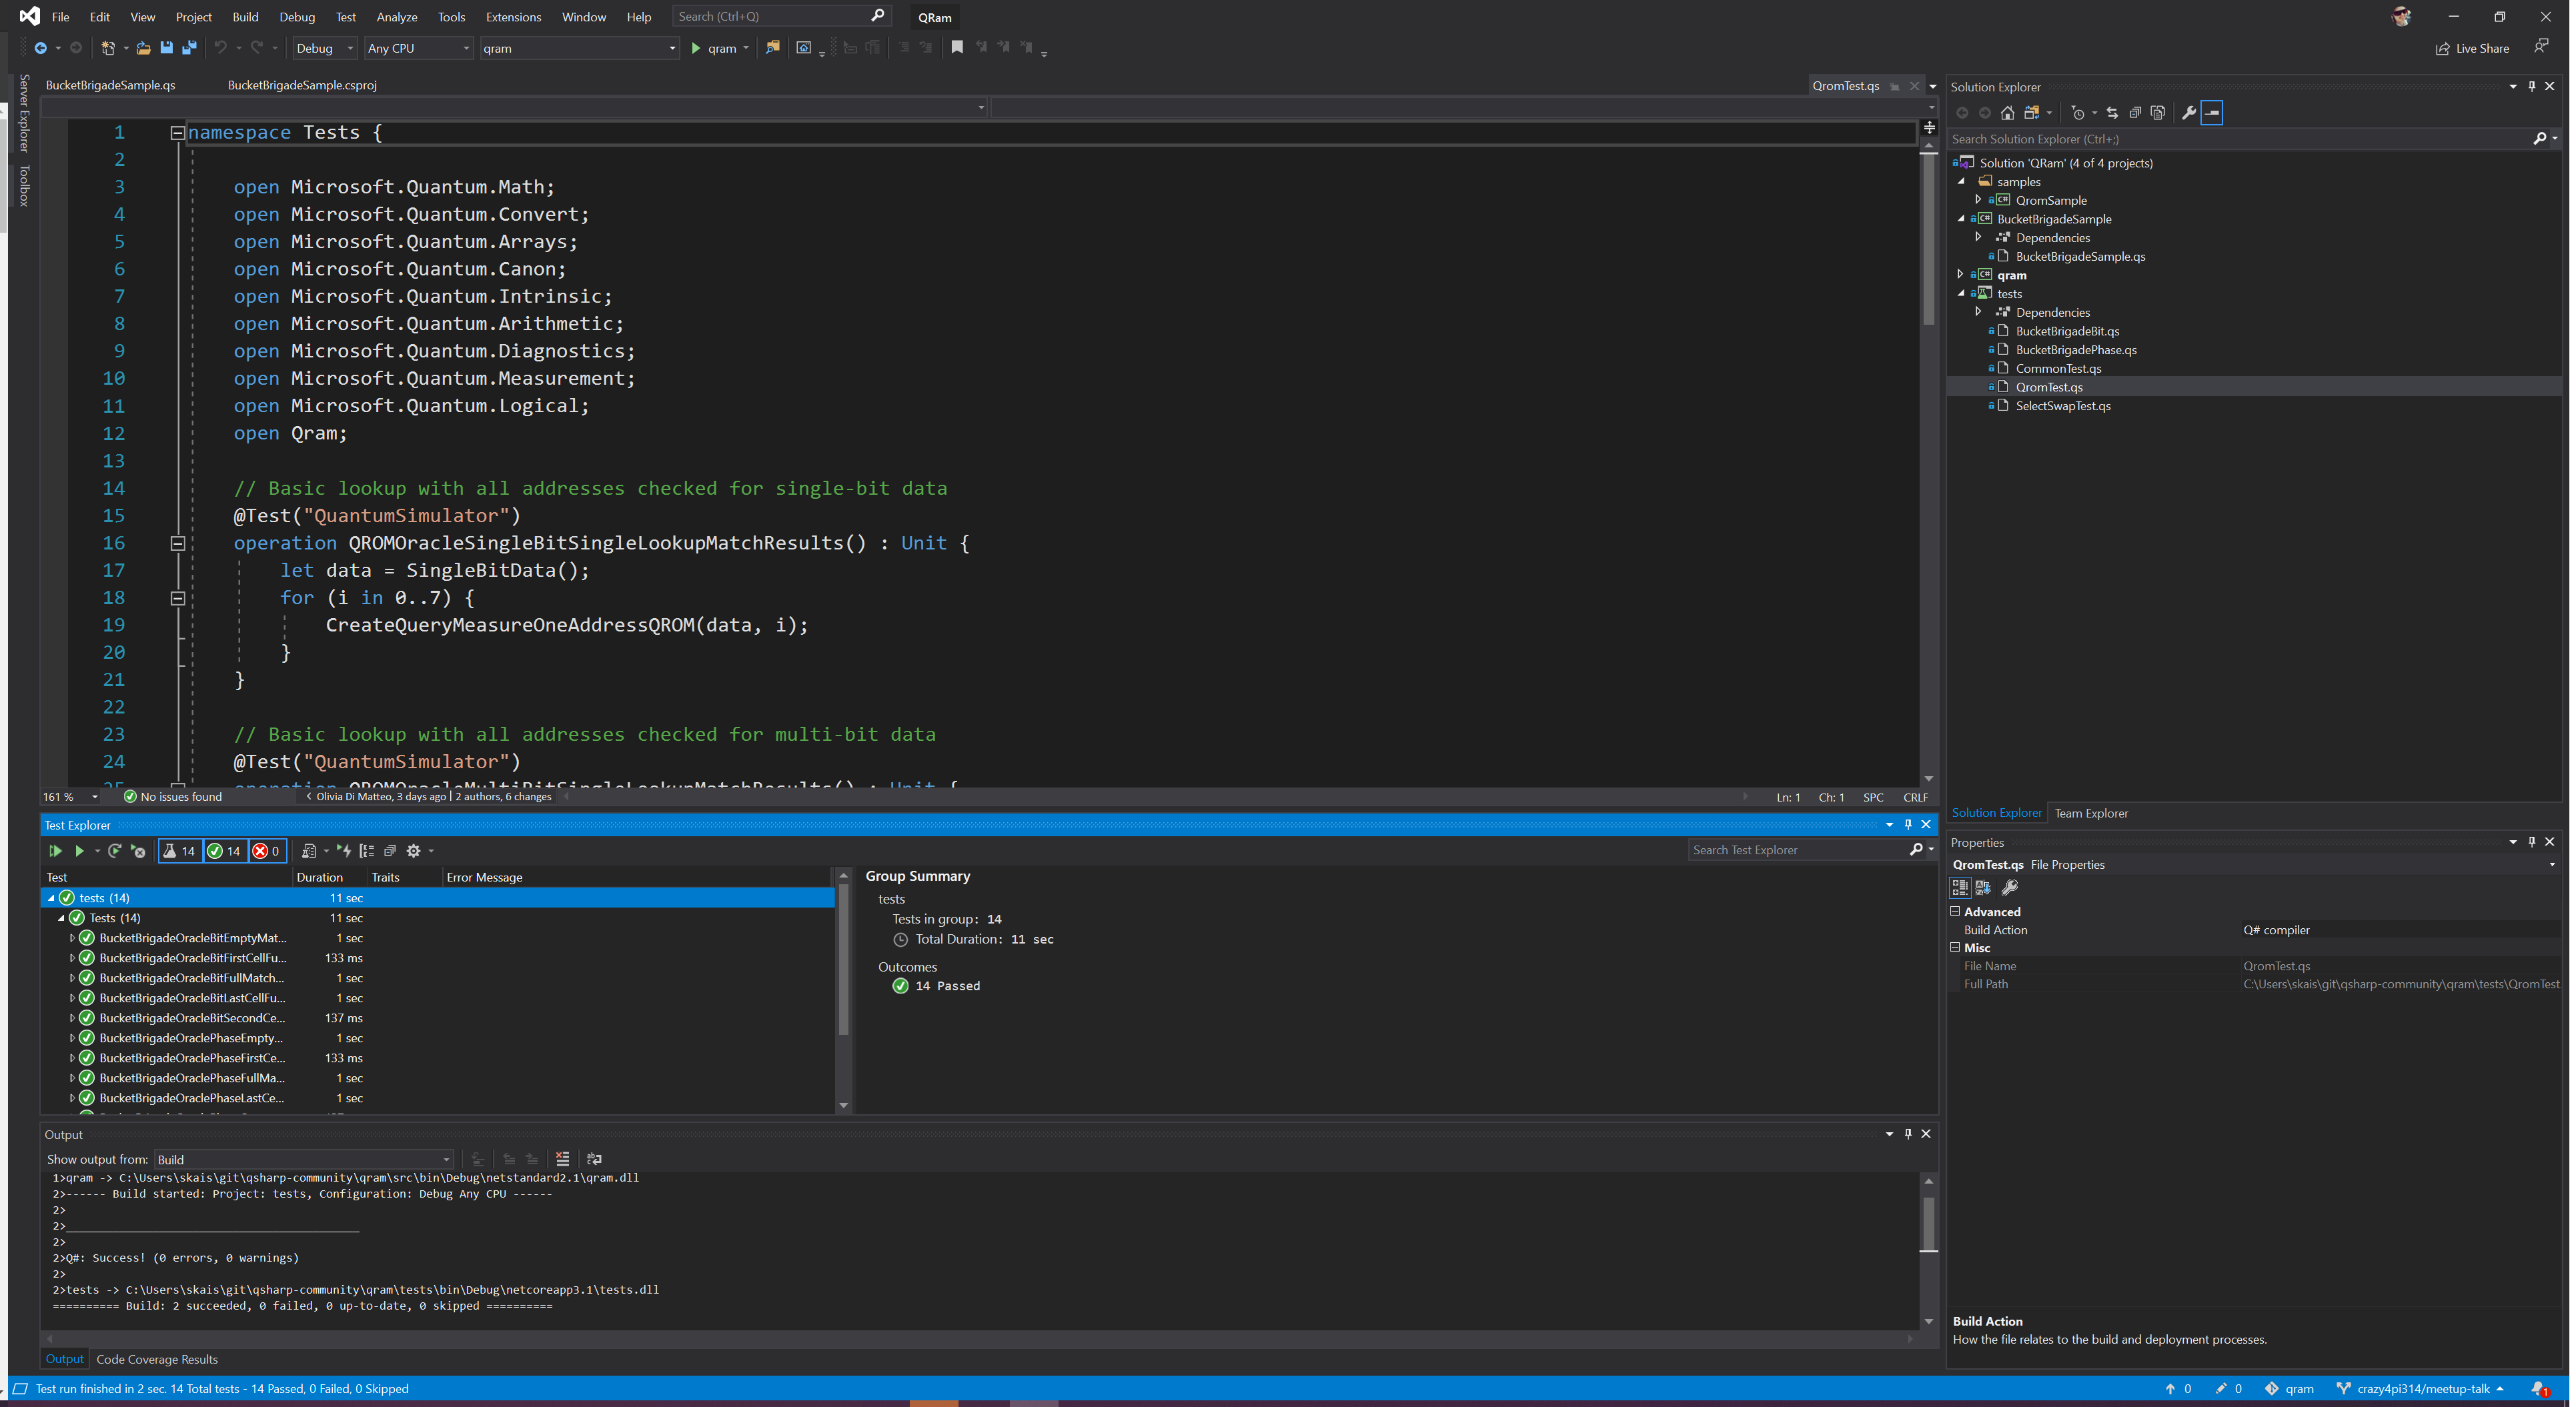 File Edit View Project Build Debug Test Analyze Tools Extensions Window Help Search (Ctrl+Q) QRam
Debug Any CPU qram qram Live Share
Server Explorer
Toolbox
BucketBrigadeSample.qs BucketBrigadeSample.csproj QromTest.qs
1 namespace Tests {
2
3 open Microsoft.Quantum.Math;
4 open Microsoft.Quantum.Convert;
5 open Microsoft.Quantum.Arrays;
6 open Microsoft.Quantum.Canon;
7 open Microsoft.Quantum.Intrinsic;
8 open Microsoft.Quantum.Arithmetic;
9 open Microsoft.Quantum.Diagnostics;
10 open Microsoft.Quantum.Measurement;
11 open Microsoft.Quantum.Logical;
12 open Qram;
13
14 // Basic lookup with all addresses checked for single-bit data
15 @Test("QuantumSimulator")
16 operation QROMOracleSingleBitSingleLookupMatchResults() : Unit {
17 let data = SingleBitData();
18 for (i in 0..7) {
19 CreateQueryMeasureOneAddressQROM(data, i);
20 }
21 }
22
23 // Basic lookup with all addresses checked for multi-bit data
24 @Test("QuantumSimulator")
25 operation QROMOracleMultiBitSingleLookupMatchResults() : Unit {
161 % No issues found < Olivia Di Matteo, 3 days ago | 2 authors, 6 changes Ln: 1 Ch: 1 SPC CRLF
Test Explorer
14 14 0 Search Test Explorer
Test Duration Traits Error Message
tests (14) 11 sec
Tests (14) 11 sec
BucketBrigadeOracleBitEmptyMat... 1 sec
BucketBrigadeOracleBitFirstCellFu... 133 ms
BucketBrigadeOracleBitFullMatch... 1 sec
BucketBrigadeOracleBitLastCellFu... 1 sec
BucketBrigadeOracleBitSecondCe... 137 ms
BucketBrigadeOraclePhaseEmpty... 1 sec
BucketBrigadeOraclePhaseFirstCe... 133 ms
BucketBrigadeOraclePhaseFullMa... 1 sec
BucketBrigadeOraclePhaseLastCe... 1 sec
Group Summary
tests
Tests in group: 14
Total Duration: 11 sec
Outcomes
14 Passed
Output
Show output from: Build
1>qram -> C:\Users\skais\git\qsharp-community\qram\src\bin\Debug\netstandard2.1\qram.dll
2>------ Build started: Project: tests, Configuration: Debug Any CPU ------
2>
2>____________________________________________
2>
2>Q#: Success! (0 errors, 0 warnings)
2>
2>tests -> C:\Users\skais\git\qsharp-community\qram\tests\bin\Debug\netcoreapp3.1\tests.dll
========== Build: 2 succeeded, 0 failed, 0 up-to-date, 0 skipped ==========
Output Code Coverage Results
Solution Explorer
Search Solution Explorer (Ctrl+;)
Solution 'QRam' (4 of 4 projects)
samples
C# QromSample
C# BucketBrigadeSample
Dependencies
BucketBrigadeSample.qs
C# qram
tests
Dependencies
BucketBrigadeBit.qs
BucketBrigadePhase.qs
CommonTest.qs
QromTest.qs
SelectSwapTest.qs
Solution Explorer Team Explorer
Properties
QromTest.qs File Properties
Advanced
Build Action Q# compiler
Misc
File Name QromTest.qs
Full Path C:\Users\skais\git\qsharp-community\qram\tests\QromTest.
Build Action
How the file relates to the build and deployment processes.
Test run finished in 2 sec. 14 Total tests - 14 Passed, 0 Failed, 0 Skipped 0 0 qram crazy4pi314/meetup-talk 1